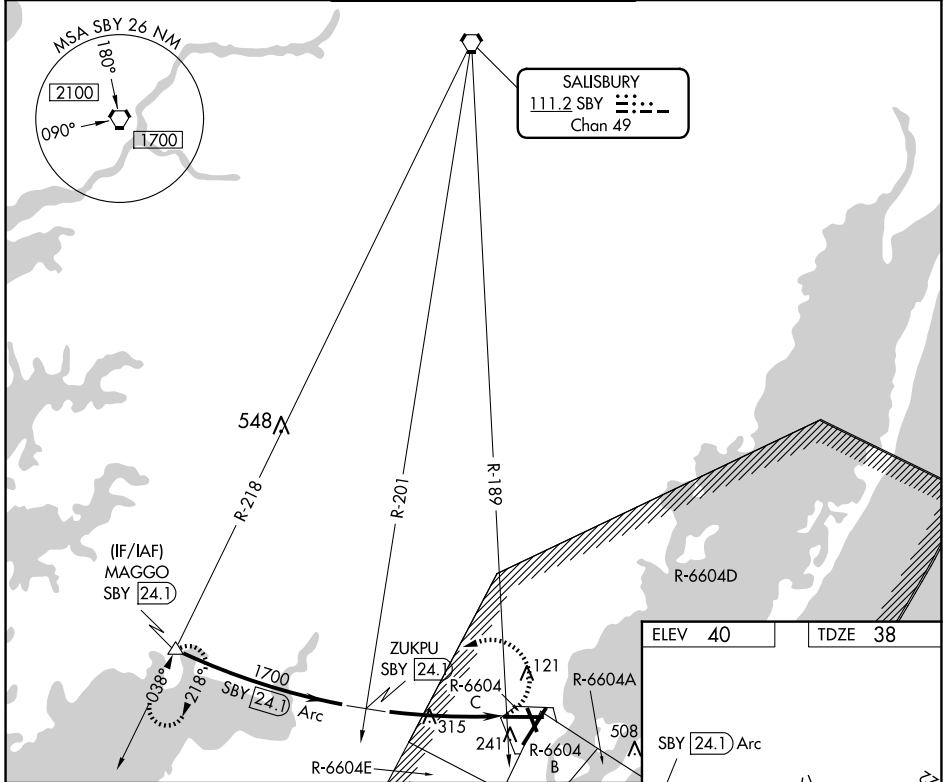 MSA SBY 26 NM
180°
2100
090°
1700
SALISBURY
111.2 SBY
Chan 49
548
R-218
R-201
R-189
(IF/IAF)
MAGGO
SBY 24.1
R-6604D
ZUKPU
SBY 24.1
1700
SBY 24.1 Arc
038°
218°
R-6604
C
121
R-6604A
315
241
R-6604
B
508
R-6604E
ELEV 40
TDZE 38
SBY 24.1 Arc